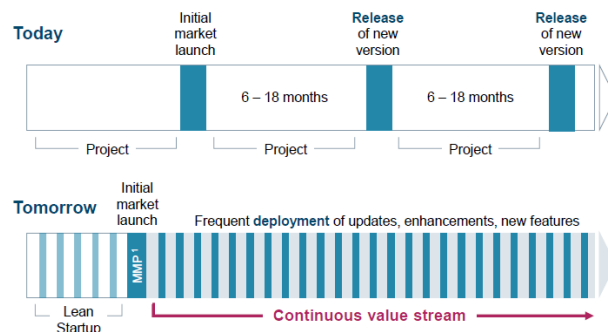 Today
Initial
market
launch
Release
of new
version
Release
of new
version
6 – 18 months
6 – 18 months
Project
Project
Project
Tomorrow
Initial
market
launch
Frequent deployment of updates, enhancements, new features
MMP 1
Lean
Startup
Continuous value stream